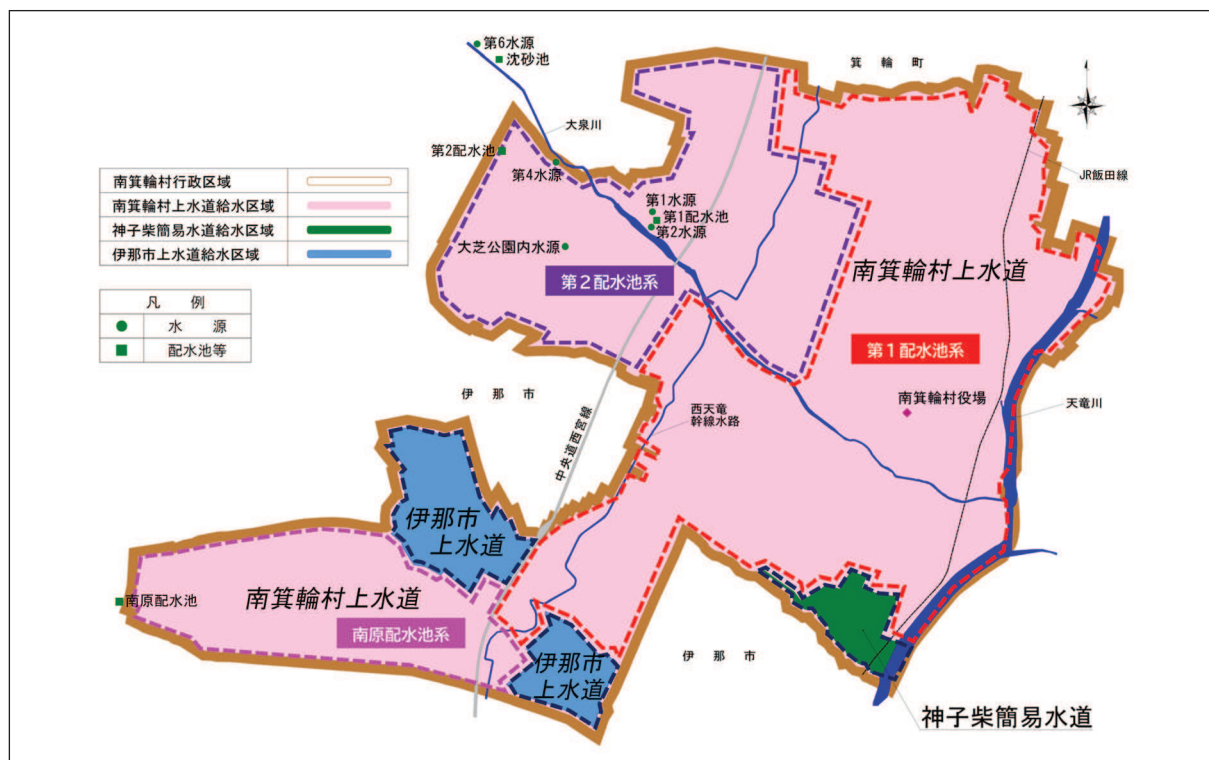 第6水源
沈砂池
箕輪町
大泉川
第2配水池
第4水源
JR飯田線
南箕輪村行政区域
南箕輪村上水道給水区域
神子柴簡易水道給水区域
伊那市上水道給水区域
第1水源
第1配水池
第2水源
大芝公園内水源
南箕輪村上水道
第2配水池系
凡例
水源
配水池等
第1配水池系
伊那市
南箕輪村役場
西天竜
幹線水路
天竜川
中央道西宮線
伊那市
上水道
南原配水池
南箕輪村上水道
南原配水池系
伊那市
上水道
伊那市
神子柴簡易水道